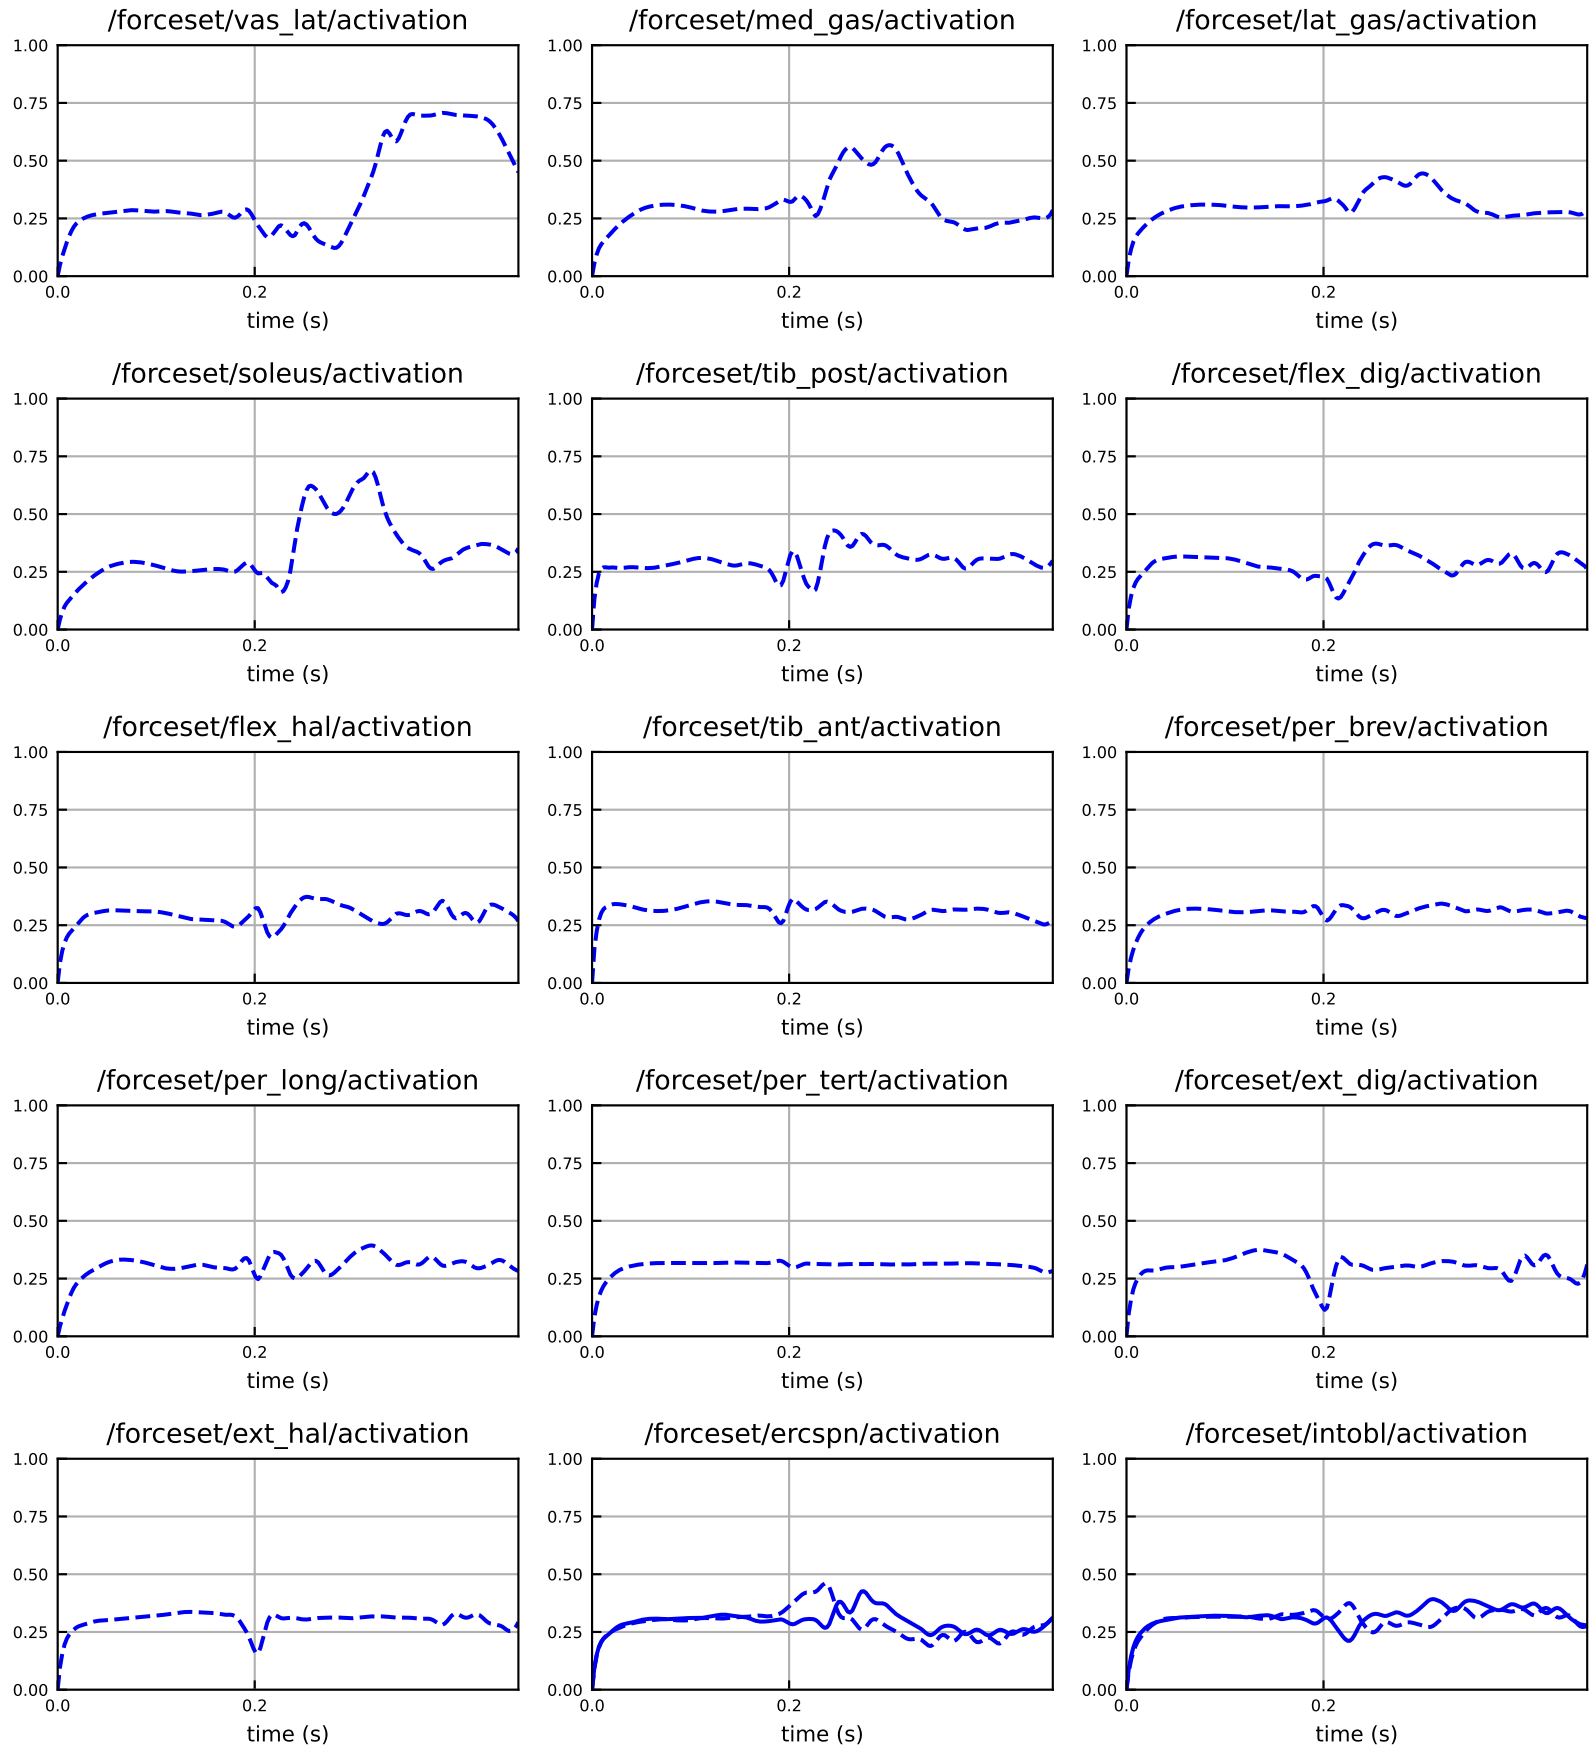 /forceset/vas_lat/activation /forceset/med_gas/activation /forceset/lat_gas/activation
1.00 1.00 1.00
0.75 0.75 0.75
0.50 0.50 0.50
0.25 0.25 0.25
0.00 0.00 0.00
0.0 0.2 0.0 0.2 0.0 0.2
time (s) time (s) time (s)
/forceset/soleus/activation /forceset/tib_post/activation /forceset/flex_dig/activation
1.00 1.00 1.00
0.75 0.75 0.75
0.50 0.50 0.50
0.25 0.25 0.25
0.00 0.00 0.00
0.0 0.2 0.0 0.2 0.0 0.2
time (s) time (s) time (s)
/forceset/flex_hal/activation /forceset/tib_ant/activation /forceset/per_brev/activation
1.00 1.00 1.00
0.75 0.75 0.75
0.50 0.50 0.50
0.25 0.25 0.25
0.00 0.00 0.00
0.0 0.2 0.0 0.2 0.0 0.2
time (s) time (s) time (s)
/forceset/per_long/activation /forceset/per_tert/activation /forceset/ext_dig/activation
1.00 1.00 1.00
0.75 0.75 0.75
0.50 0.50 0.50
0.25 0.25 0.25
0.00 0.00 0.00
0.0 0.2 0.0 0.2 0.0 0.2
time (s) time (s) time (s)
/forceset/ext_hal/activation /forceset/ercspn/activation /forceset/intobl/activation
1.00 1.00 1.00
0.75 0.75 0.75
0.50 0.50 0.50
0.25 0.25 0.25
0.00 0.00 0.00
0.0 0.2 0.0 0.2 0.0 0.2
time (s) time (s) time (s)